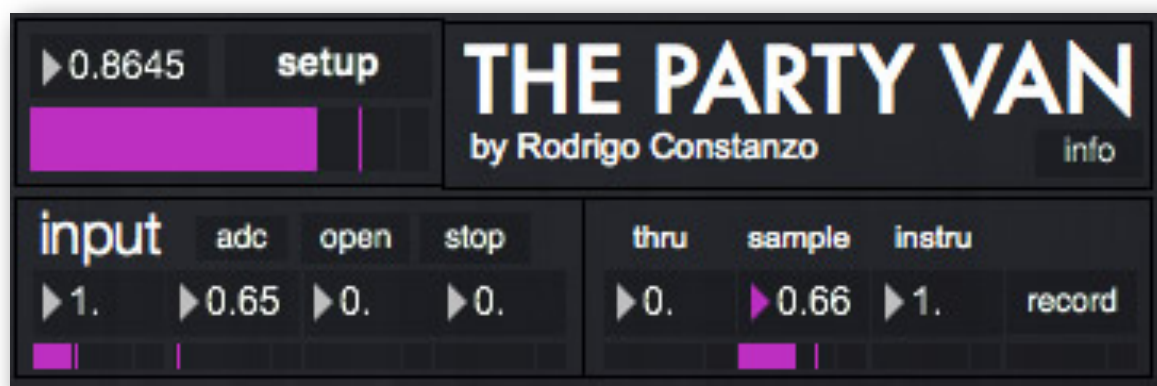 0.8645 setup
THE PARTY VAN
by Rodrigo Constanzo
info
input adc open stop
1. 0.65 0. 0.
thru sample instru
0. 0.66 1. record